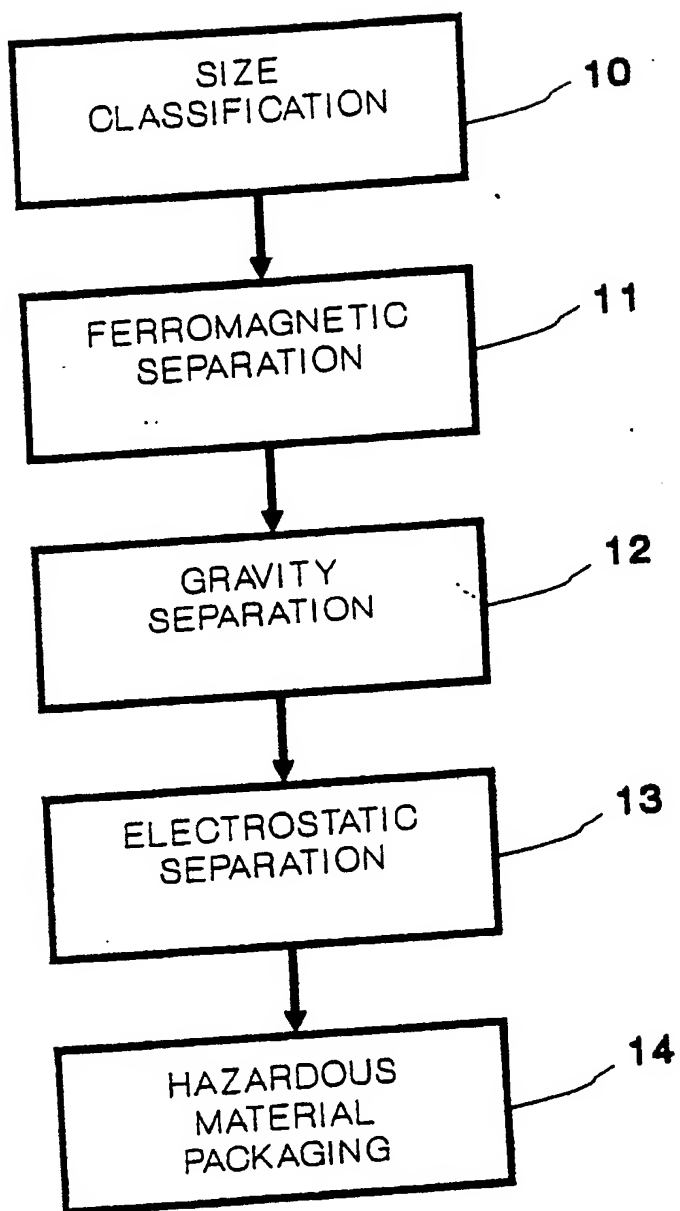 SIZE
CLASSIFICATION
10
FERROMAGNETIC
SEPARATION
11
GRAVITY
SEPARATION
12
ELECTROSTATIC
SEPARATION
13
HAZARDOUS
MATERIAL
PACKAGING
14